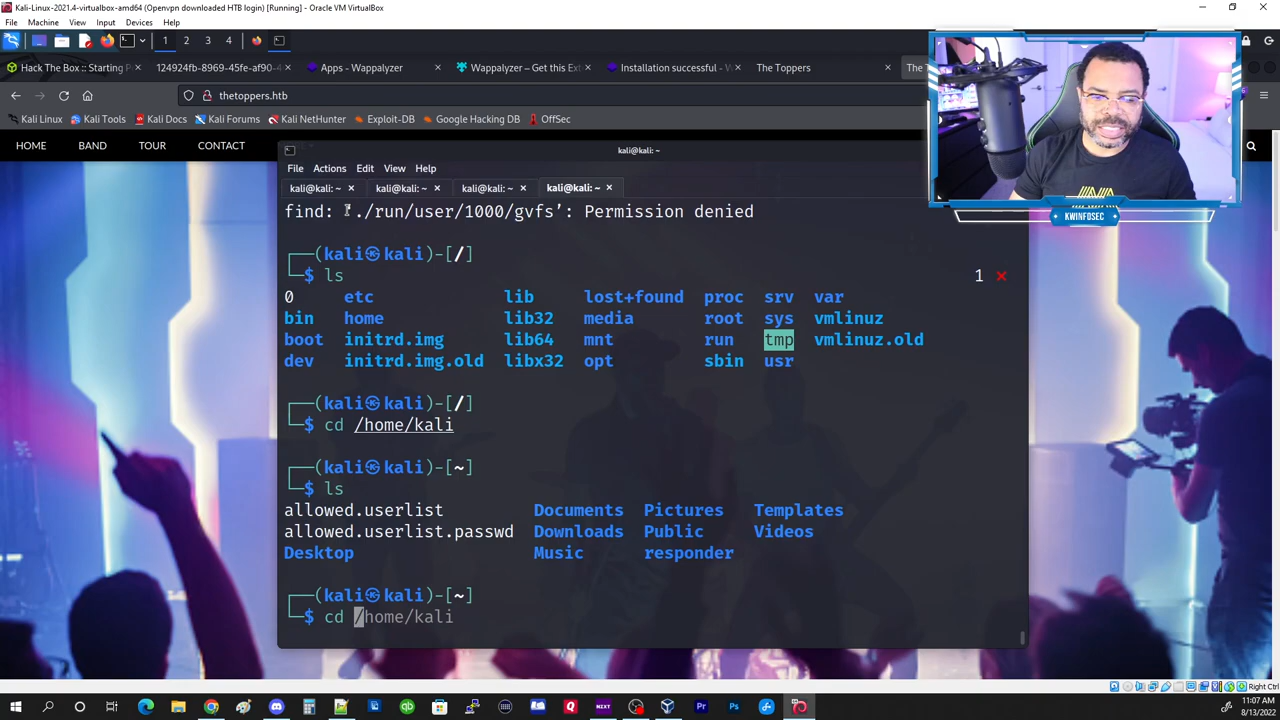 Kali-Linux-2021.4-virtualbox-amd64 (Openvpn downloaded HTB login) [Running] - Oracle VM VirtualBox
File Machine View Input Devices Help
1 2 3 4
Hack The Box :: Starting P
Apps - Wappalyzer
Wappalyzer – Get this Ext
Installation successful - W
The Toppers
thetoppers.htb
Kali Linux Kali Tools Kali Docs Kali Forums Kali NetHunter Exploit-DB Google Hacking DB OffSec
HOME BAND TOUR CONTACT
kali@kali: ~
File Actions Edit View Help
kali@kali: ~ × kali@kali: ~ × kali@kali: ~ × kali@kali: ~ ×
KWINFOSEC
find: ‘./run/user/1000/gvfs’: Permission denied
┌──(kali㉿kali)-[/]
└─$ ls 1 ⨯
0 etc lib lost+found proc srv var
bin home lib32 media root sys vmlinuz
boot initrd.img lib64 mnt run tmp vmlinuz.old
dev initrd.img.old libx32 opt sbin usr
┌──(kali㉿kali)-[/]
└─$ cd /home/kali
┌──(kali㉿kali)-[~]
└─$ ls
allowed.userlist Documents Pictures Templates
allowed.userlist.passwd Downloads Public Videos
Desktop Music responder
┌──(kali㉿kali)-[~]
└─$ cd /home/kali
Right Ctrl
11:07 AM
8/13/2022